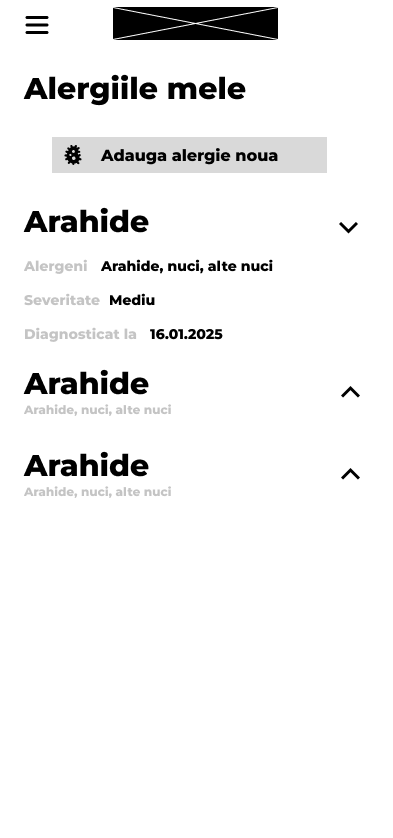 Alergiile mele
Adauga alergie noua
Arahide
Alergeni Arahide, nuci, alte nuci
Severitate Mediu
Diagnosticat la 16.01.2025
Arahide
Arahide, nuci, alte nuci
Arahide
Arahide, nuci, alte nuci